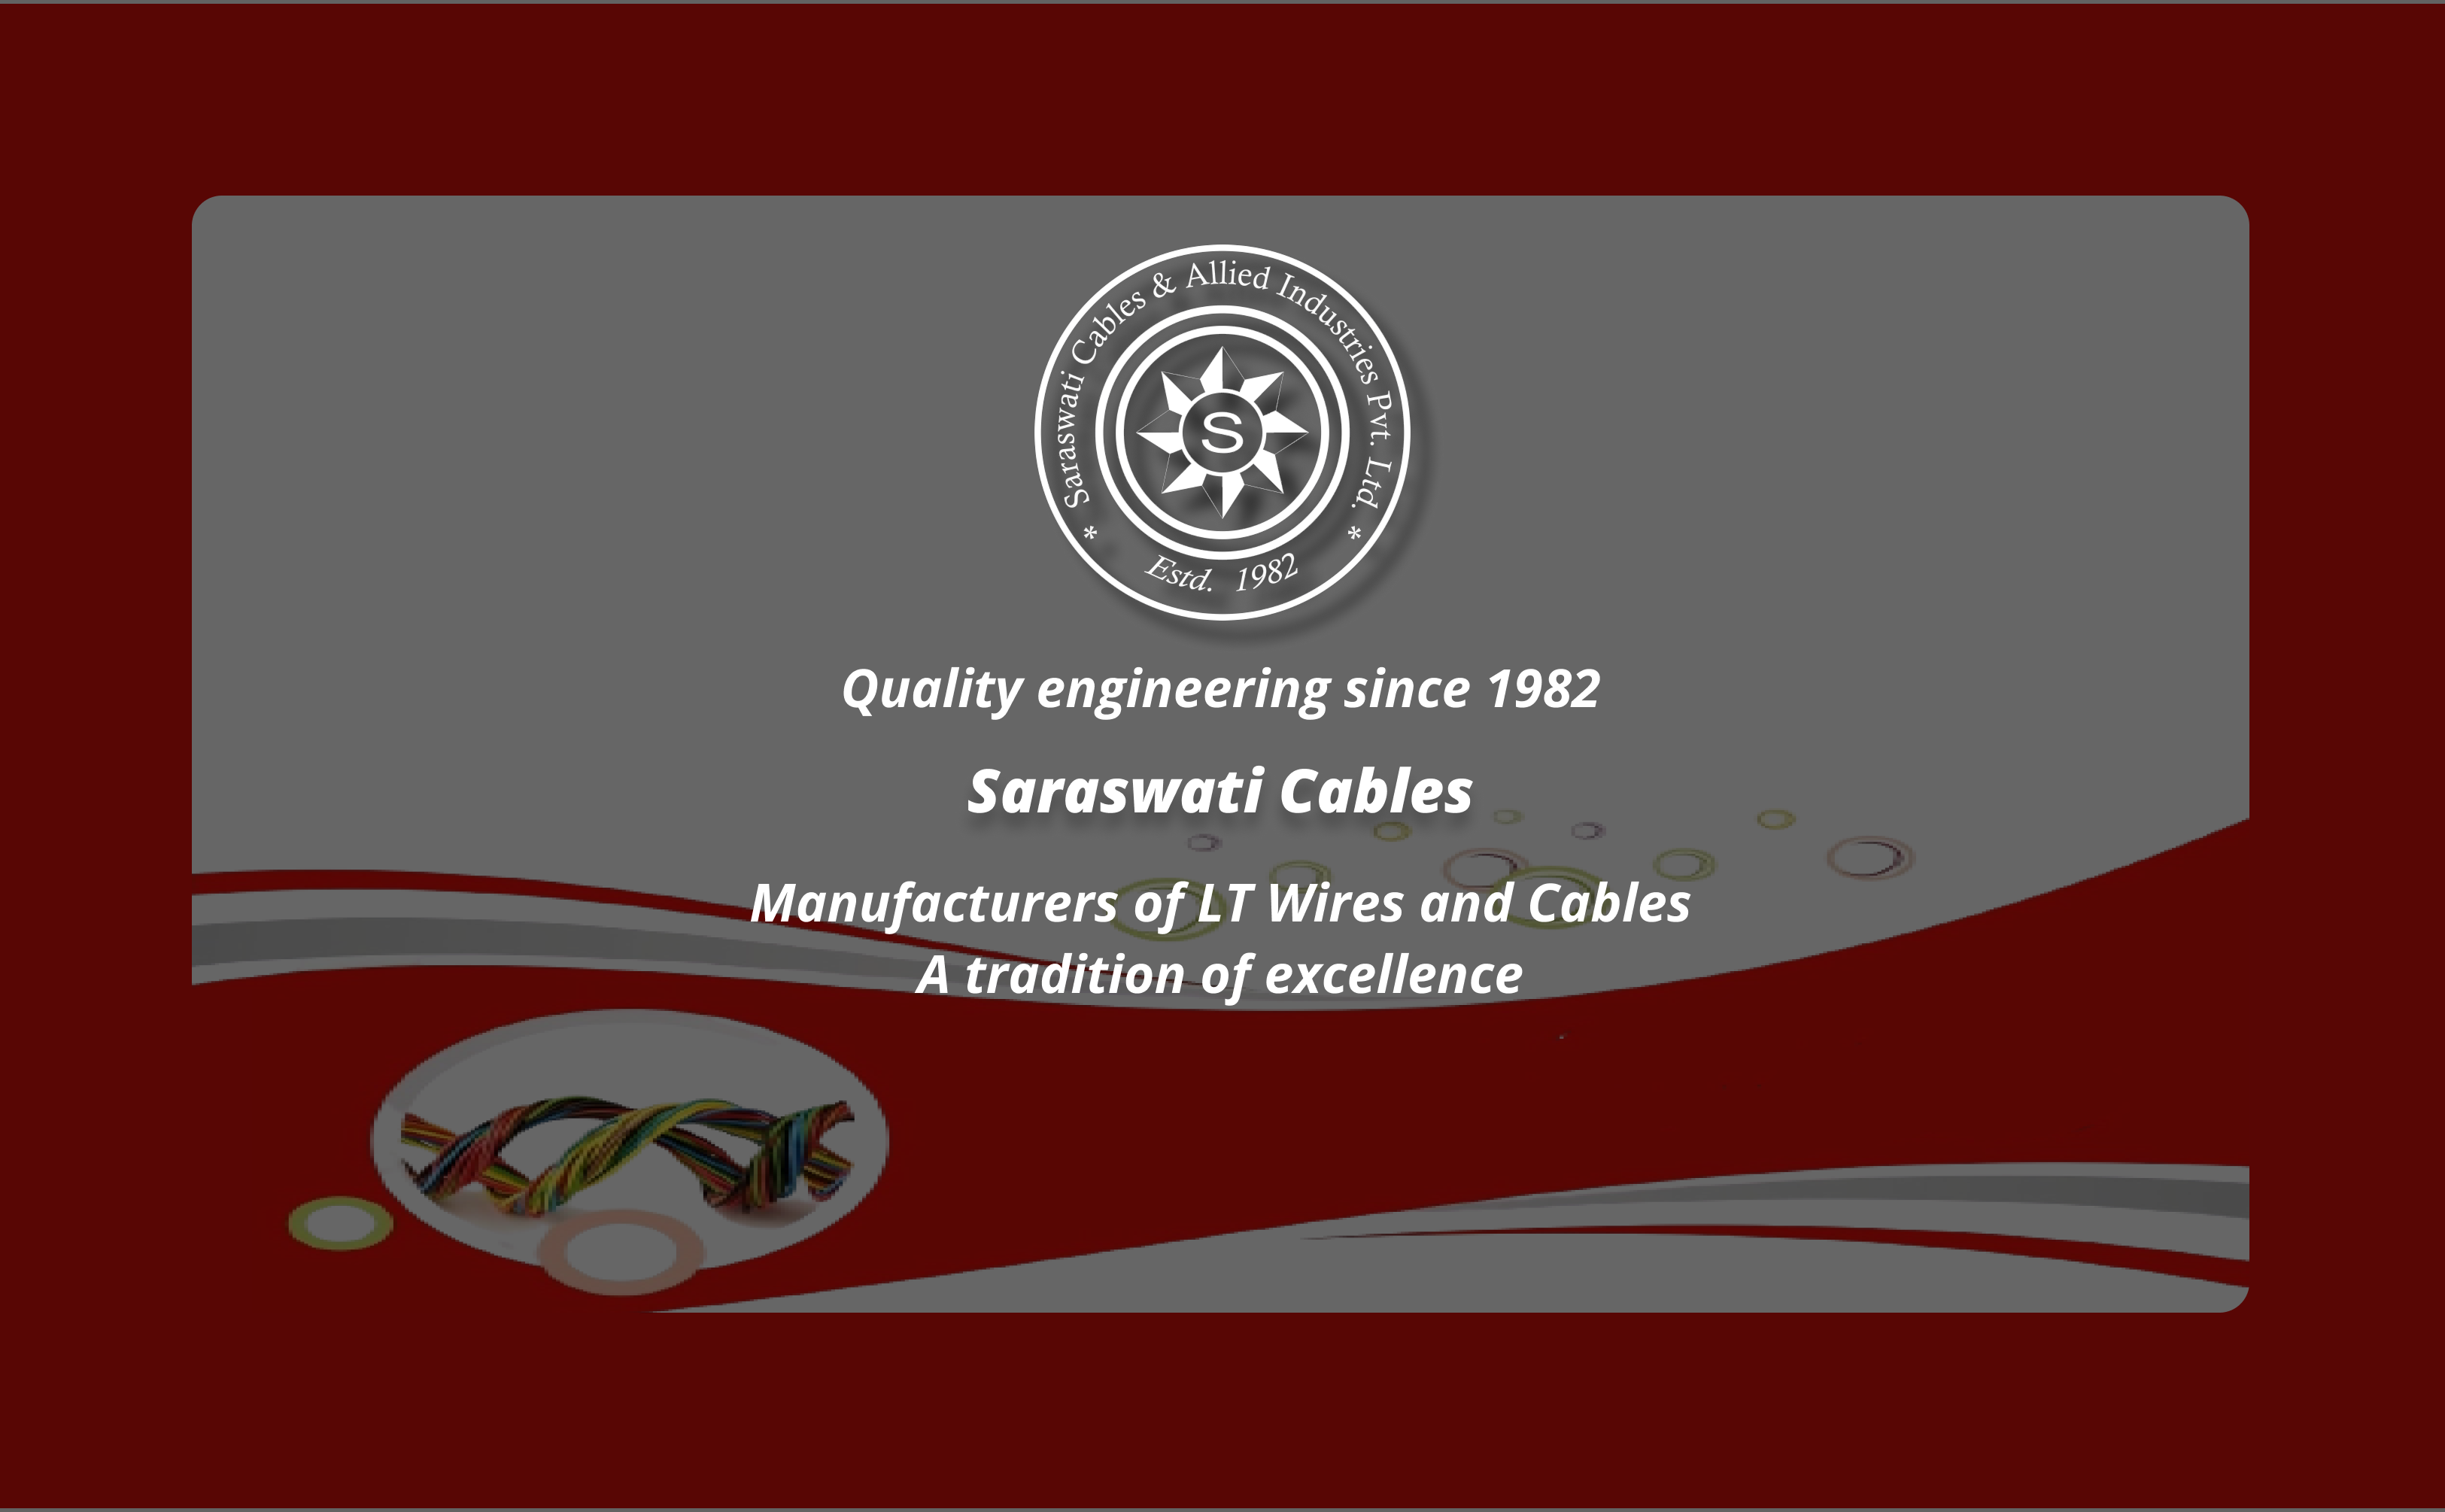 * Saraswati Cables & Allied Industries Pvt. Ltd. *
S
Estd. 1982
Quality engineering since 1982
Saraswati Cables
Manufacturers of LT Wires and Cables
A tradition of excellence